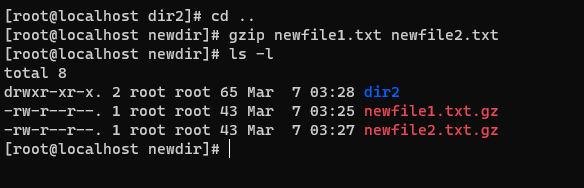 [root@localhost dir2]# cd ..
[root@localhost newdir]# gzip newfile1.txt newfile2.txt
[root@localhost newdir]# ls -l
total 8
drwxr-xr-x. 2 root root 65 Mar  7 03:28 dir2
-rw-r--r--. 1 root root 43 Mar  7 03:25 newfile1.txt.gz
-rw-r--r--. 1 root root 43 Mar  7 03:27 newfile2.txt.gz
[root@localhost newdir]#